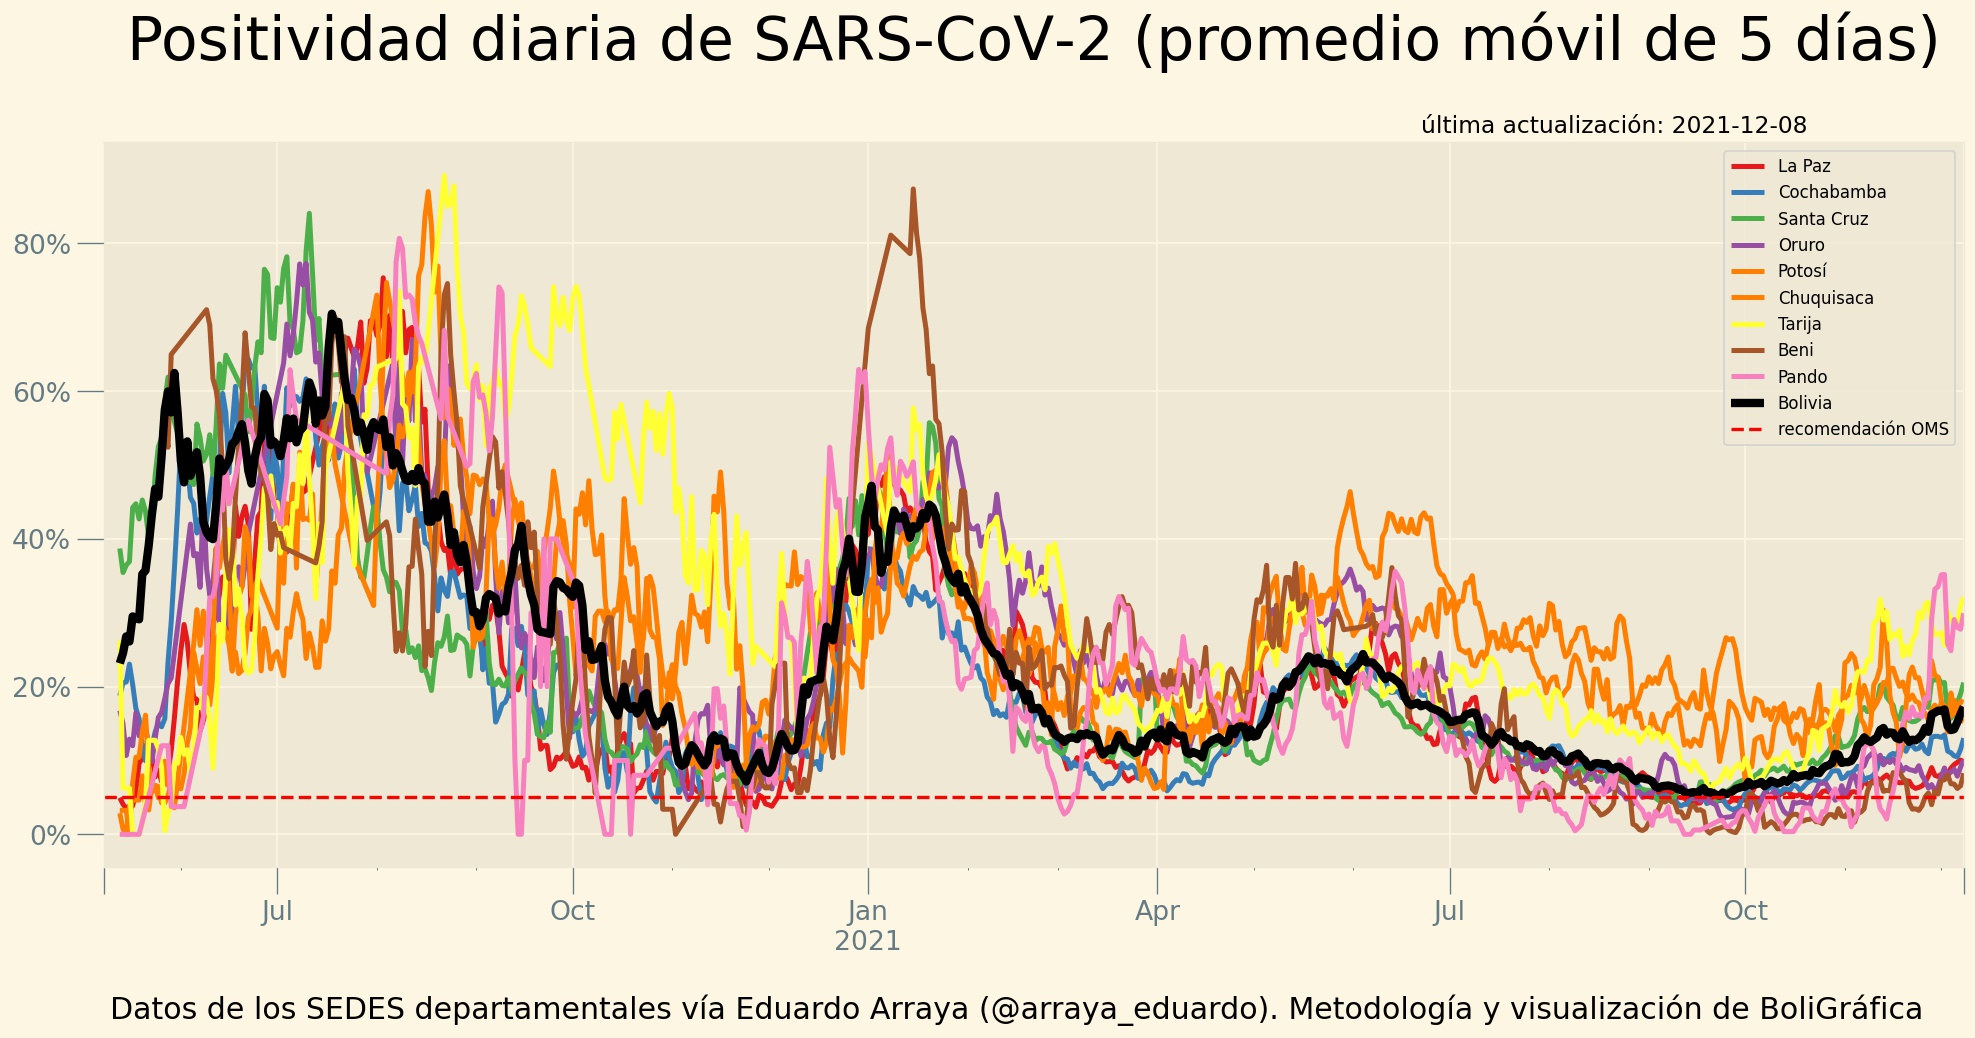 Positividad diaria de SARS-CoV-2 (promedio móvil de 5 días)
última actualización: 2021-12-08
La Paz
Cochabamba
Santa Cruz
Oruro
Potosí
Chuquisaca
Tarija
Beni
Pando
Bolivia
recomendación OMS
80%
60%
40%
20%
0%
Jul Oct Jan Apr Jul Oct
2021
Datos de los SEDES departamentales vía Eduardo Arraya (@arraya_eduardo). Metodología y visualización de BoliGráfica